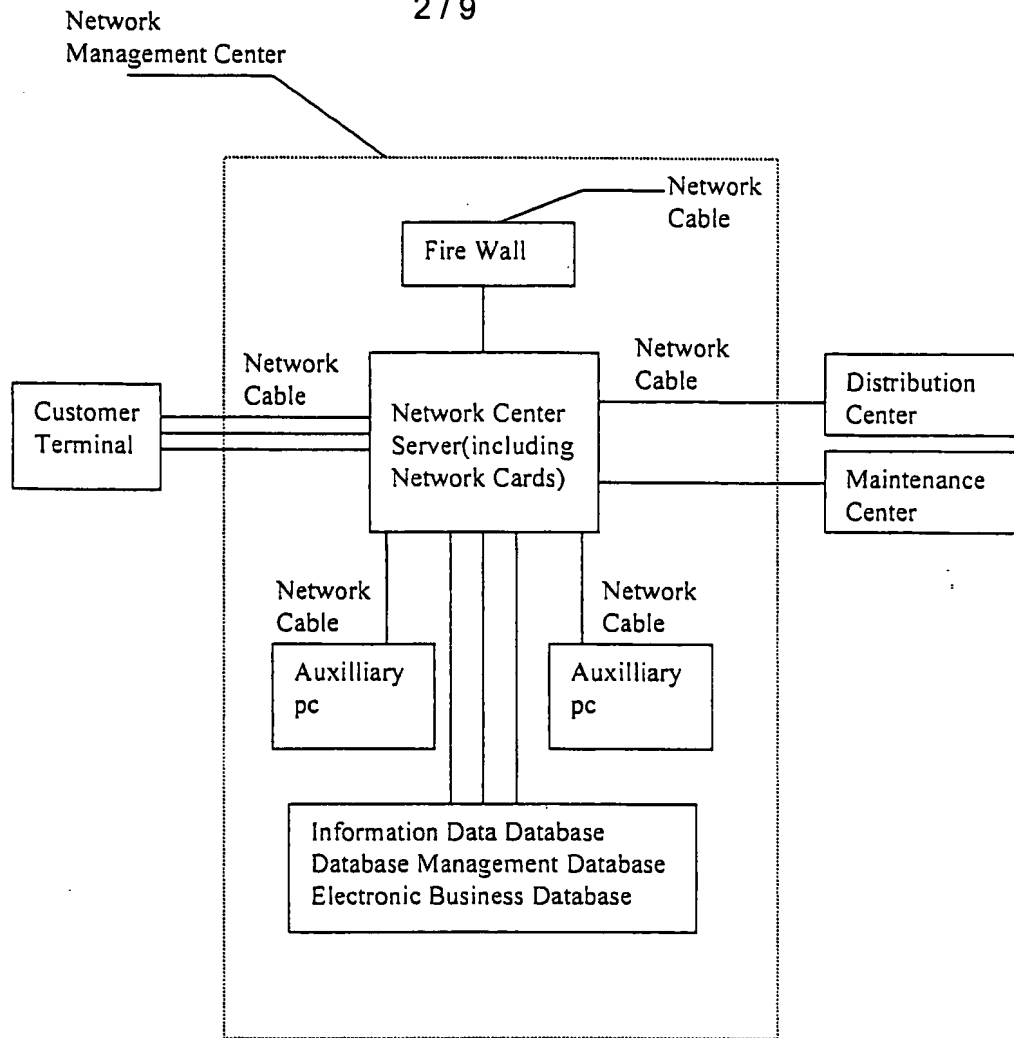 2/9
Network
Management Center
Network
Cable
Fire Wall
Network
Cable
Network
Cable
Customer
Terminal
Network Center
Server(including
Network Cards)
Distribution
Center
Maintenance
Center
Network
Cable
Network
Cable
Auxilliary
pc
Auxilliary
pc
Information Data Database
Database Management Database
Electronic Business Database